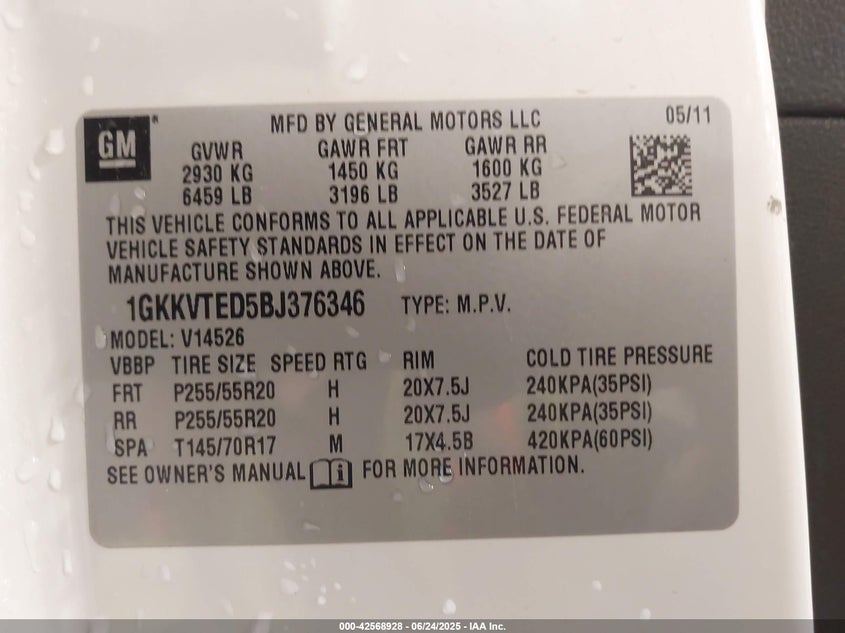 MFD BY GENERAL MOTORS LLC 05/11
GM ®
GVWR GAWR FRT GAWR RR
2930 KG 1450 KG 1600 KG
6459 LB 3196 LB 3527 LB
THIS VEHICLE CONFORMS TO ALL APPLICABLE U.S. FEDERAL MOTOR
VEHICLE SAFETY STANDARDS IN EFFECT ON THE DATE OF
MANUFACTURE SHOWN ABOVE.
1GKKVTED5BJ376346 TYPE: M.P.V.
MODEL: V14526
VBBP TIRE SIZE SPEED RTG RIM COLD TIRE PRESSURE
FRT P255/55R20 H 20X7.5J 240KPA(35PSI)
RR P255/55R20 H 20X7.5J 240KPA(35PSI)
SPA T145/70R17 M 17X4.5B 420KPA(60PSI)
SEE OWNER'S MANUAL i FOR MORE INFORMATION.
000-42568928 - 06/24/2025 - IAA Inc.